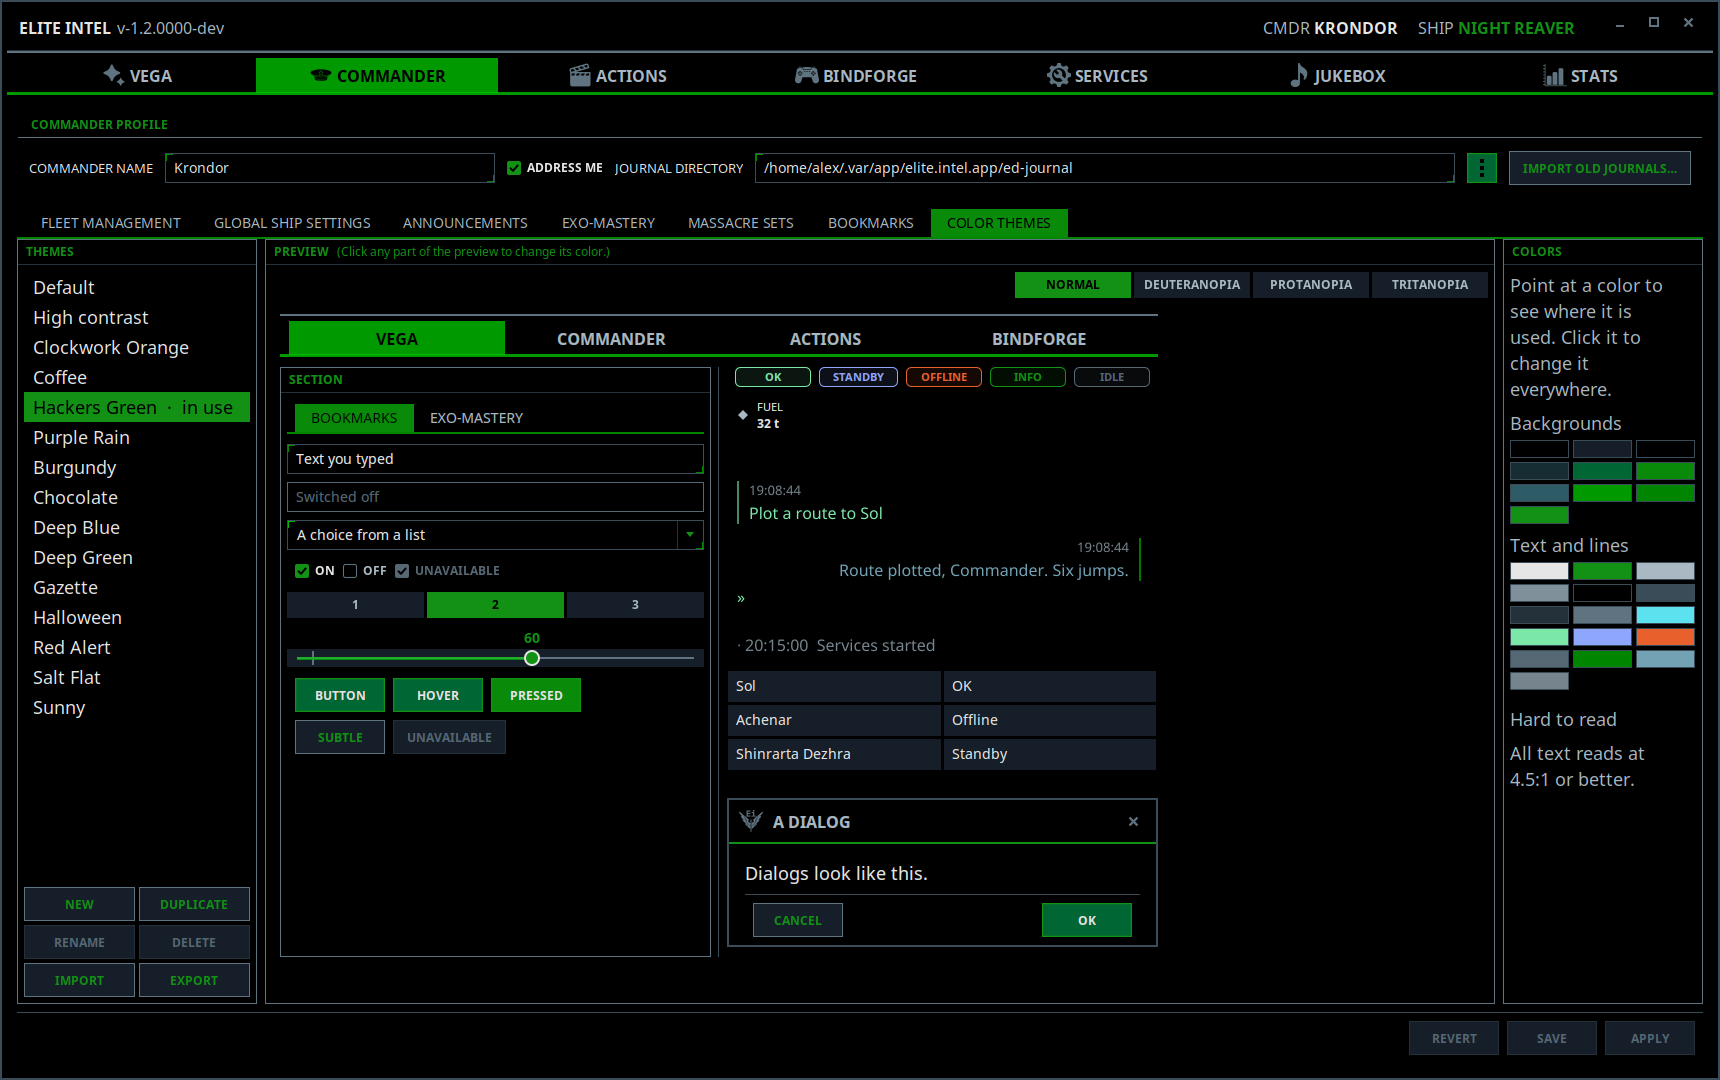 ELITE INTEL v-1.2.0000-dev
CMDR KRONDOR SHIP NIGHT REAVER
VEGA COMMANDER ACTIONS BINDFORGE SERVICES JUKEBOX STATS
COMMANDER PROFILE
COMMANDER NAME Krondor ADDRESS ME JOURNAL DIRECTORY /home/alex/.var/app/elite.intel.app/ed-journal IMPORT OLD JOURNALS...
FLEET MANAGEMENT GLOBAL SHIP SETTINGS ANNOUNCEMENTS EXO-MASTERY MASSACRE SETS BOOKMARKS COLOR THEMES
THEMES
Default
High contrast
Clockwork Orange
Coffee
Hackers Green · in use
Purple Rain
Burgundy
Chocolate
Deep Blue
Deep Green
Gazette
Halloween
Red Alert
Salt Flat
Sunny
NEW DUPLICATE
RENAME DELETE
IMPORT EXPORT
PREVIEW (Click any part of the preview to change its color.)
NORMAL DEUTERANOPIA PROTANOPIA TRITANOPIA
VEGA COMMANDER ACTIONS BINDFORGE
SECTION
BOOKMARKS EXO-MASTERY
Text you typed
Switched off
A choice from a list
ON OFF UNAVAILABLE
1 2 3
60
BUTTON HOVER PRESSED
SUBTLE UNAVAILABLE
OK STANDBY OFFLINE INFO IDLE
FUEL
32 t
19:08:44
Plot a route to Sol
19:08:44
Route plotted, Commander. Six jumps.
»
· 20:15:00 Services started
Sol OK
Achenar Offline
Shinrarta Dezhra Standby
A DIALOG
Dialogs look like this.
CANCEL OK
COLORS
Point at a color to
see where it is
used. Click it to
change it
everywhere.
Backgrounds
Text and lines
Hard to read
All text reads at
4.5:1 or better.
REVERT SAVE APPLY